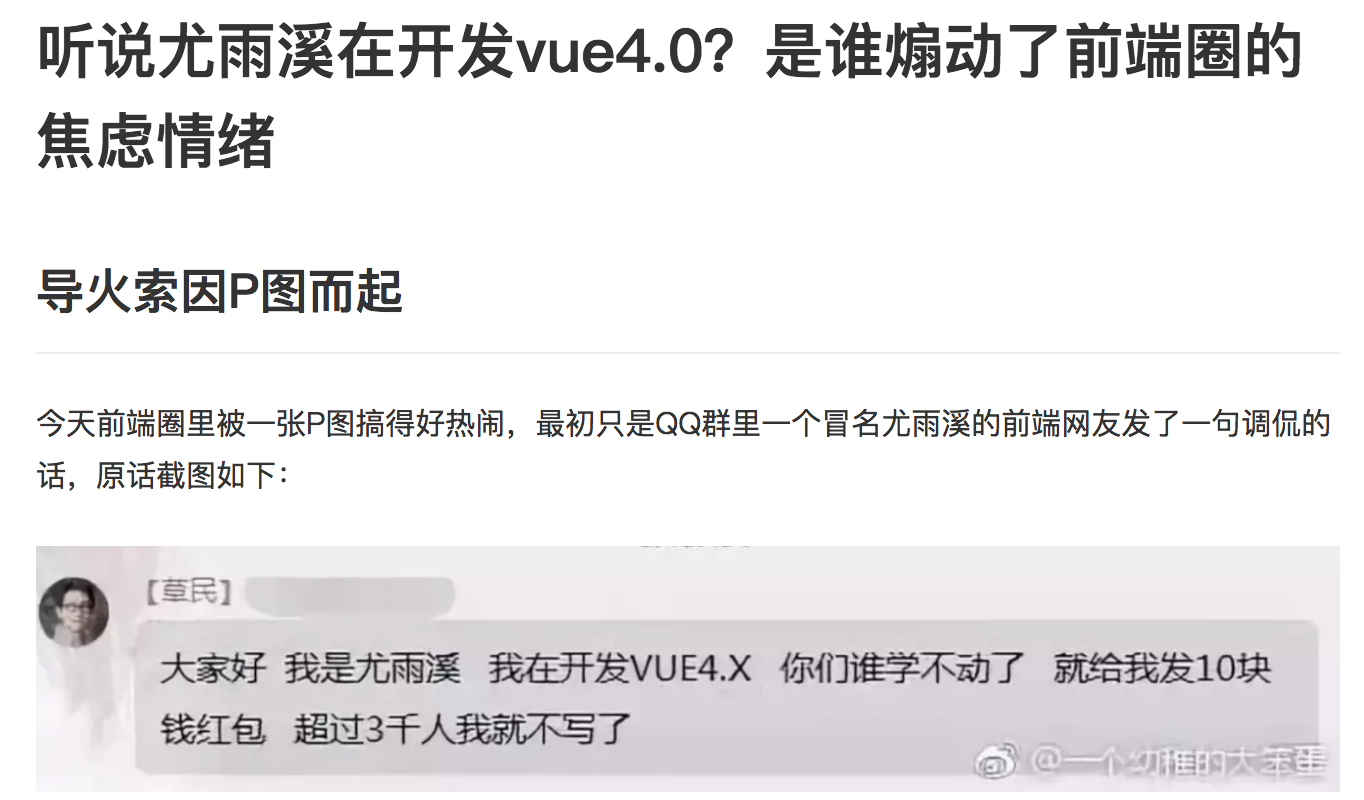 听说尤雨溪在开发vue4.0？是谁煽动了前端圈的
焦虑情绪
导火索因P图而起
今天前端圈里被一张P图搞得好热闹，最初只是QQ群里一个冒名尤雨溪的前端网友发了一句调侃的
话，原话截图如下：
【草民】
大家好 我是尤雨溪 我在开发VUE4.X 你们谁学不动了 就给我发10块
钱红包 超过3千人我就不写了
@一个幼稚的大笨蛋